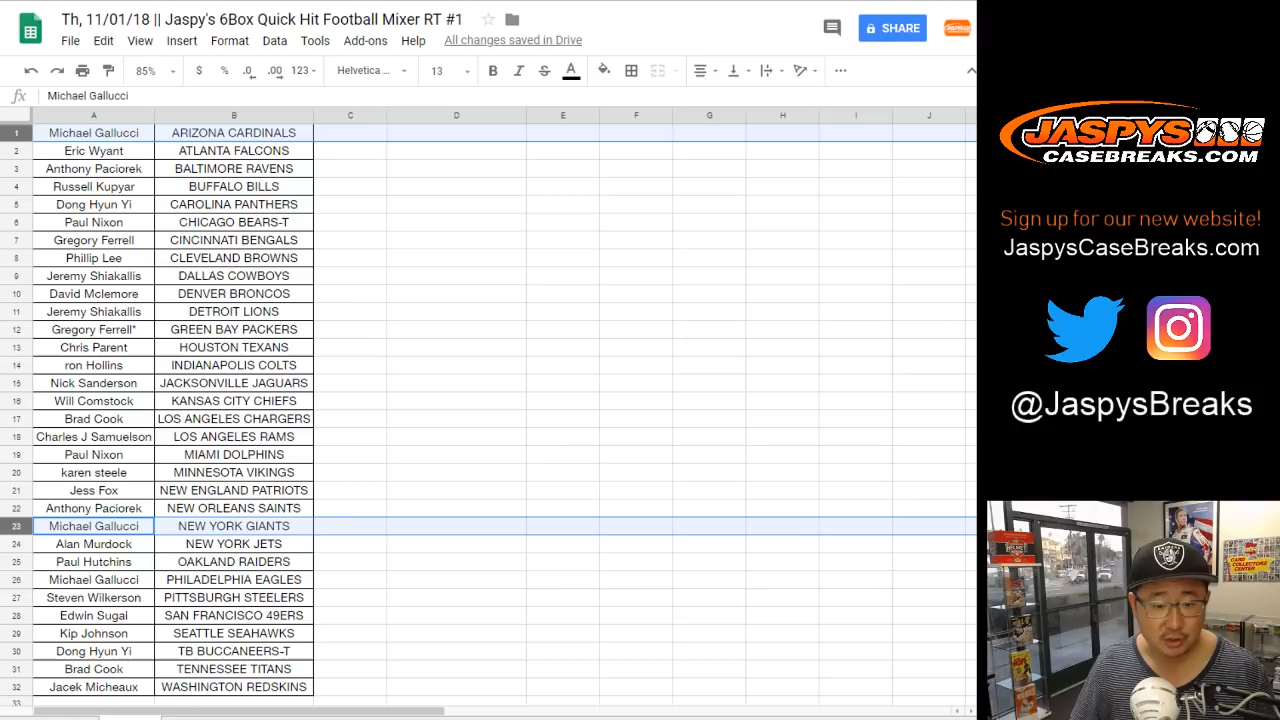 Th, 11/01/18 || Jaspy's 6Box Quick Hit Football Mixer RT #1
File Edit View Insert Format Data Tools Add-ons Help All changes saved in Drive
SHARE
85% $ % .0 .00 123 Helvetica ... 13 B I S A
fx Michael Gallucci
A B C D E F G H I J
1 Michael Gallucci ARIZONA CARDINALS
2 Eric Wyant ATLANTA FALCONS
3 Anthony Paciorek BALTIMORE RAVENS
4 Russell Kupyar BUFFALO BILLS
5 Dong Hyun Yi CAROLINA PANTHERS
6 Paul Nixon CHICAGO BEARS-T
7 Gregory Ferrell CINCINNATI BENGALS
8 Phillip Lee CLEVELAND BROWNS
9 Jeremy Shiakallis DALLAS COWBOYS
10 David Mclemore DENVER BRONCOS
11 Jeremy Shiakallis DETROIT LIONS
12 Gregory Ferrell* GREEN BAY PACKERS
13 Chris Parent HOUSTON TEXANS
14 ron Hollins INDIANAPOLIS COLTS
15 Nick Sanderson JACKSONVILLE JAGUARS
16 Will Comstock KANSAS CITY CHIEFS
17 Brad Cook LOS ANGELES CHARGERS
18 Charles J Samuelson LOS ANGELES RAMS
19 Paul Nixon MIAMI DOLPHINS
20 karen steele MINNESOTA VIKINGS
21 Jess Fox NEW ENGLAND PATRIOTS
22 Anthony Paciorek NEW ORLEANS SAINTS
23 Michael Gallucci NEW YORK GIANTS
24 Alan Murdock NEW YORK JETS
25 Paul Hutchins OAKLAND RAIDERS
26 Michael Gallucci PHILADELPHIA EAGLES
27 Steven Wilkerson PITTSBURGH STEELERS
28 Edwin Sugai SAN FRANCISCO 49ERS
29 Kip Johnson SEATTLE SEAHAWKS
30 Dong Hyun Yi TB BUCCANEERS-T
31 Brad Cook TENNESSEE TITANS
32 Jacek Micheaux WASHINGTON REDSKINS
33
JASPYS
CASEBREAKS.COM
Sign up for our new website!
JaspysCaseBreaks.com
@JaspysBreaks
CARD
COLLECTORS
CENTER
RAIDERS